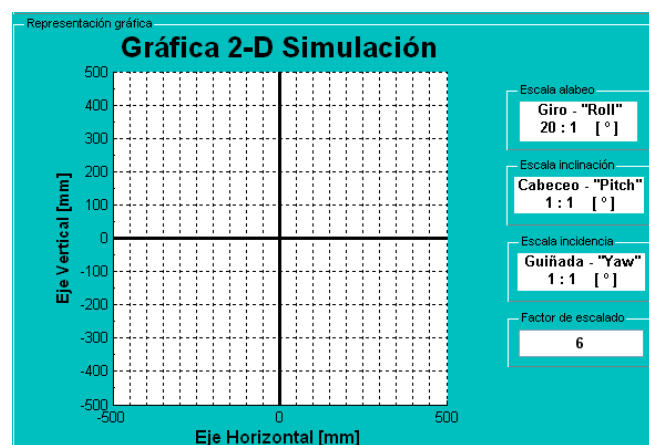 Representación gráfica
Gráfica 2-D Simulación
500
400
300
200
100
0
-100
-200
-300
-400
-500
-500
0
500
Eje Vertical [mm]
Eje Horizontal [mm]
Escala alabeo
Giro - "Roll"
20 : 1 [ º ]
Escala inclinación
Cabeceo - "Pitch"
1 : 1 [ º ]
Escala incidencia
Guiñada - "Yaw"
1 : 1 [ º ]
Factor de escalado
6